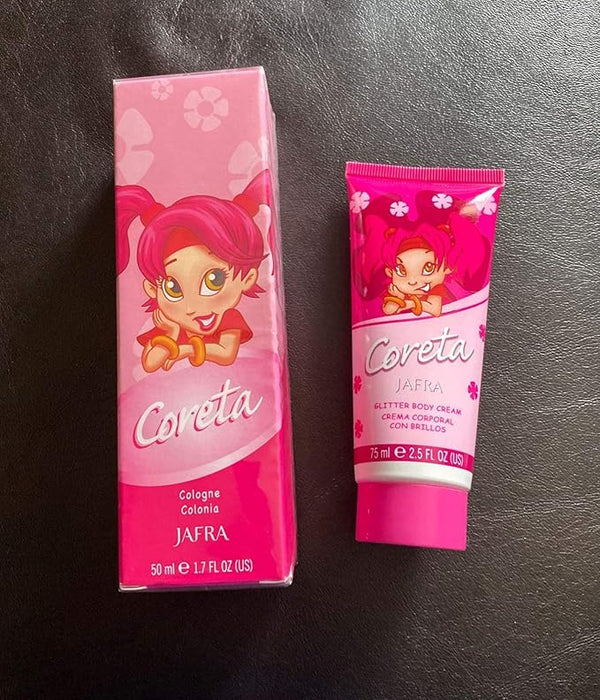 Coreta
Cologne
Colonia
JAFRA
50 ml e 1.7 FL OZ (US)
Coreta
JAFRA
GLITTER BODY CREAM
CREMA CORPORAL
CON BRILLOS
75 ml e 2.5 FL OZ (US)